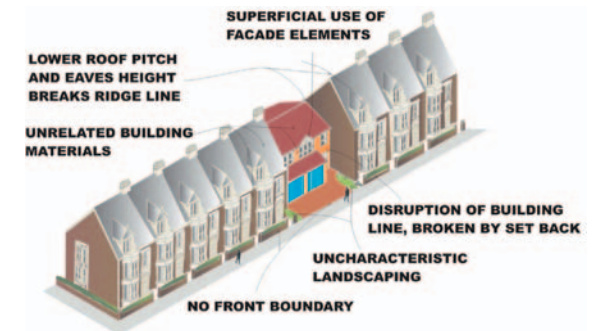 SUPERFICIAL USE OF
FACADE ELEMENTS
LOWER ROOF PITCH
AND EAVES HEIGHT
BREAKS RIDGE LINE
UNRELATED BUILDING
MATERIALS
DISRUPTION OF BUILDING
LINE, BROKEN BY SET BACK
UNCHARACTERISTIC
LANDSCAPING
NO FRONT BOUNDARY